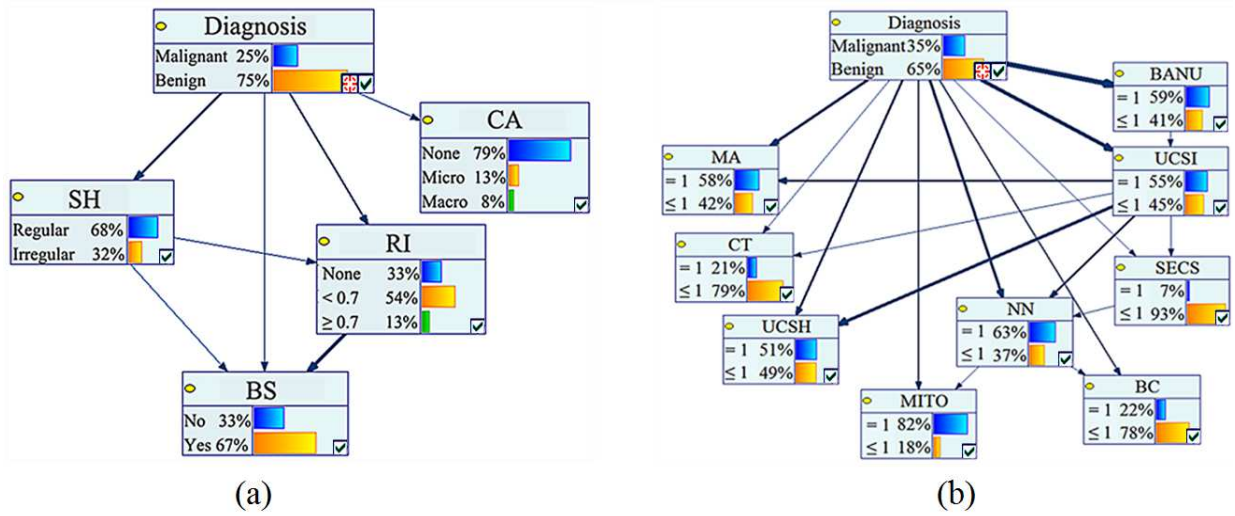 Diagnosis
Malignant 25%
Benign 75%
CA
None 79%
Micro 13%
Macro 8%
SH
Regular 68%
Irregular 32%
RI
None 33%
< 0.7 54%
≥ 0.7 13%
BS
No 33%
Yes 67%
(a)
Diagnosis
Malignant 35%
Benign 65%
BANU
= 1 59%
≤ 1 41%
MA
= 1 58%
≤ 1 42%
UCSI
= 1 55%
≤ 1 45%
CT
= 1 21%
≤ 1 79%
SECS
= 1 7%
≤ 1 93%
UCSH
= 1 51%
≤ 1 49%
NN
= 1 63%
≤ 1 37%
MITO
= 1 82%
≤ 1 18%
BC
= 1 22%
≤ 1 78%
(b)